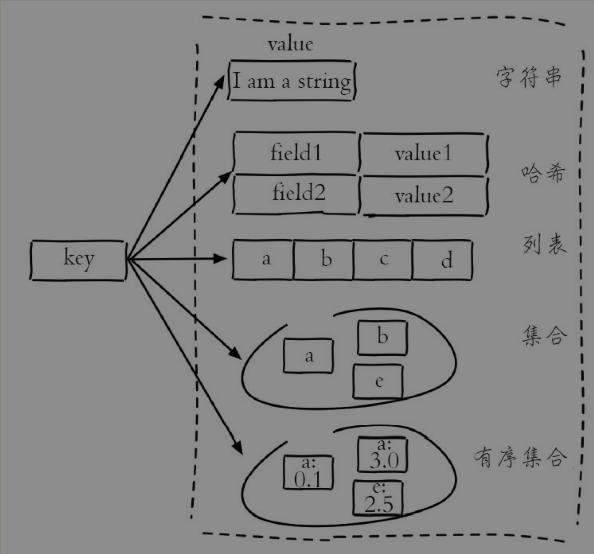 value
I am a string
字符串
field1 value1
哈希
field2 value2
列表
key
a b c d
集合
b
a
e
有序集合
a:
3.0
a:
0.1
e:
2.5